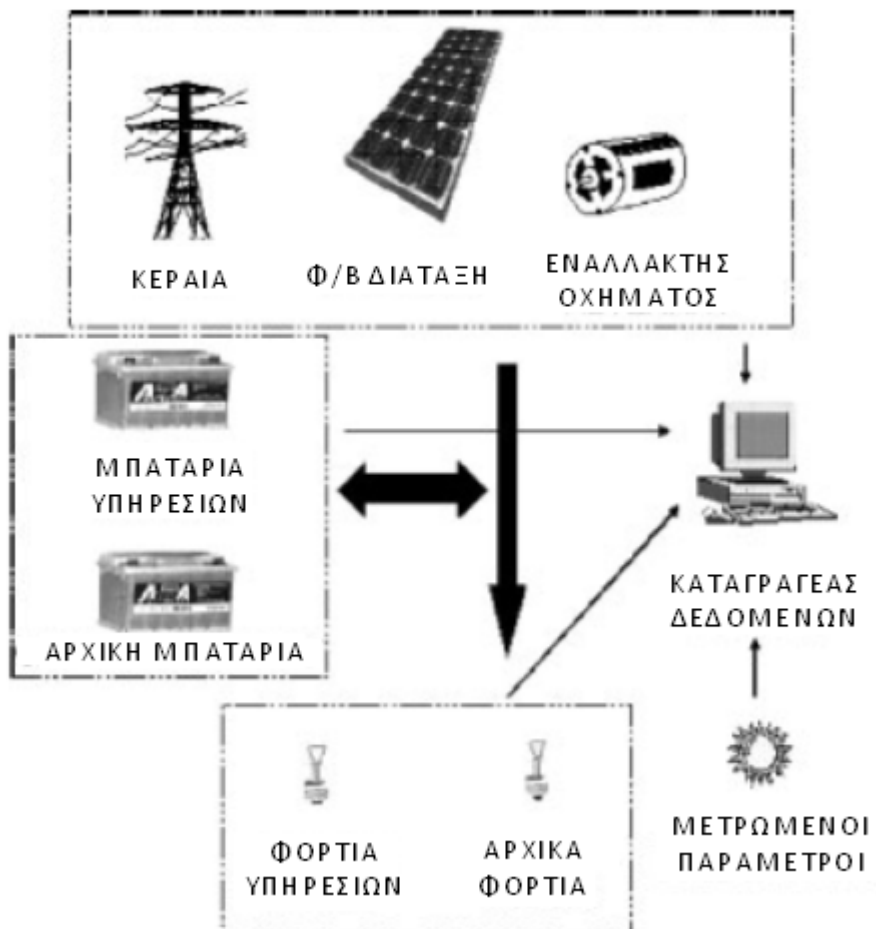 ΚΕΡΑΙΑ
Φ/Β ΔΙΑΤΑΞΗ
ΕΝΑΛΛΑΚΤΗΣ
ΟΧΗΜΑΤΟΣ
ΜΠΑΤΑΡΙΑ
ΥΠΗΡΕΣΙΩΝ
ΑΡΧΙΚΗ ΜΠΑΤΑΡΙΑ
ΚΑΤΑΓΡΑΓΕΑΣ
ΔΕΔΟΜΕΝΩΝ
ΦΟΡΤΙΑ
ΥΠΗΡΕΣΙΩΝ
ΑΡΧΙΚΑ
ΦΟΡΤΙΑ
ΜΕΤΡΩΜΕΝΟΙ
ΠΑΡΑΜΕΤΡΟΙ